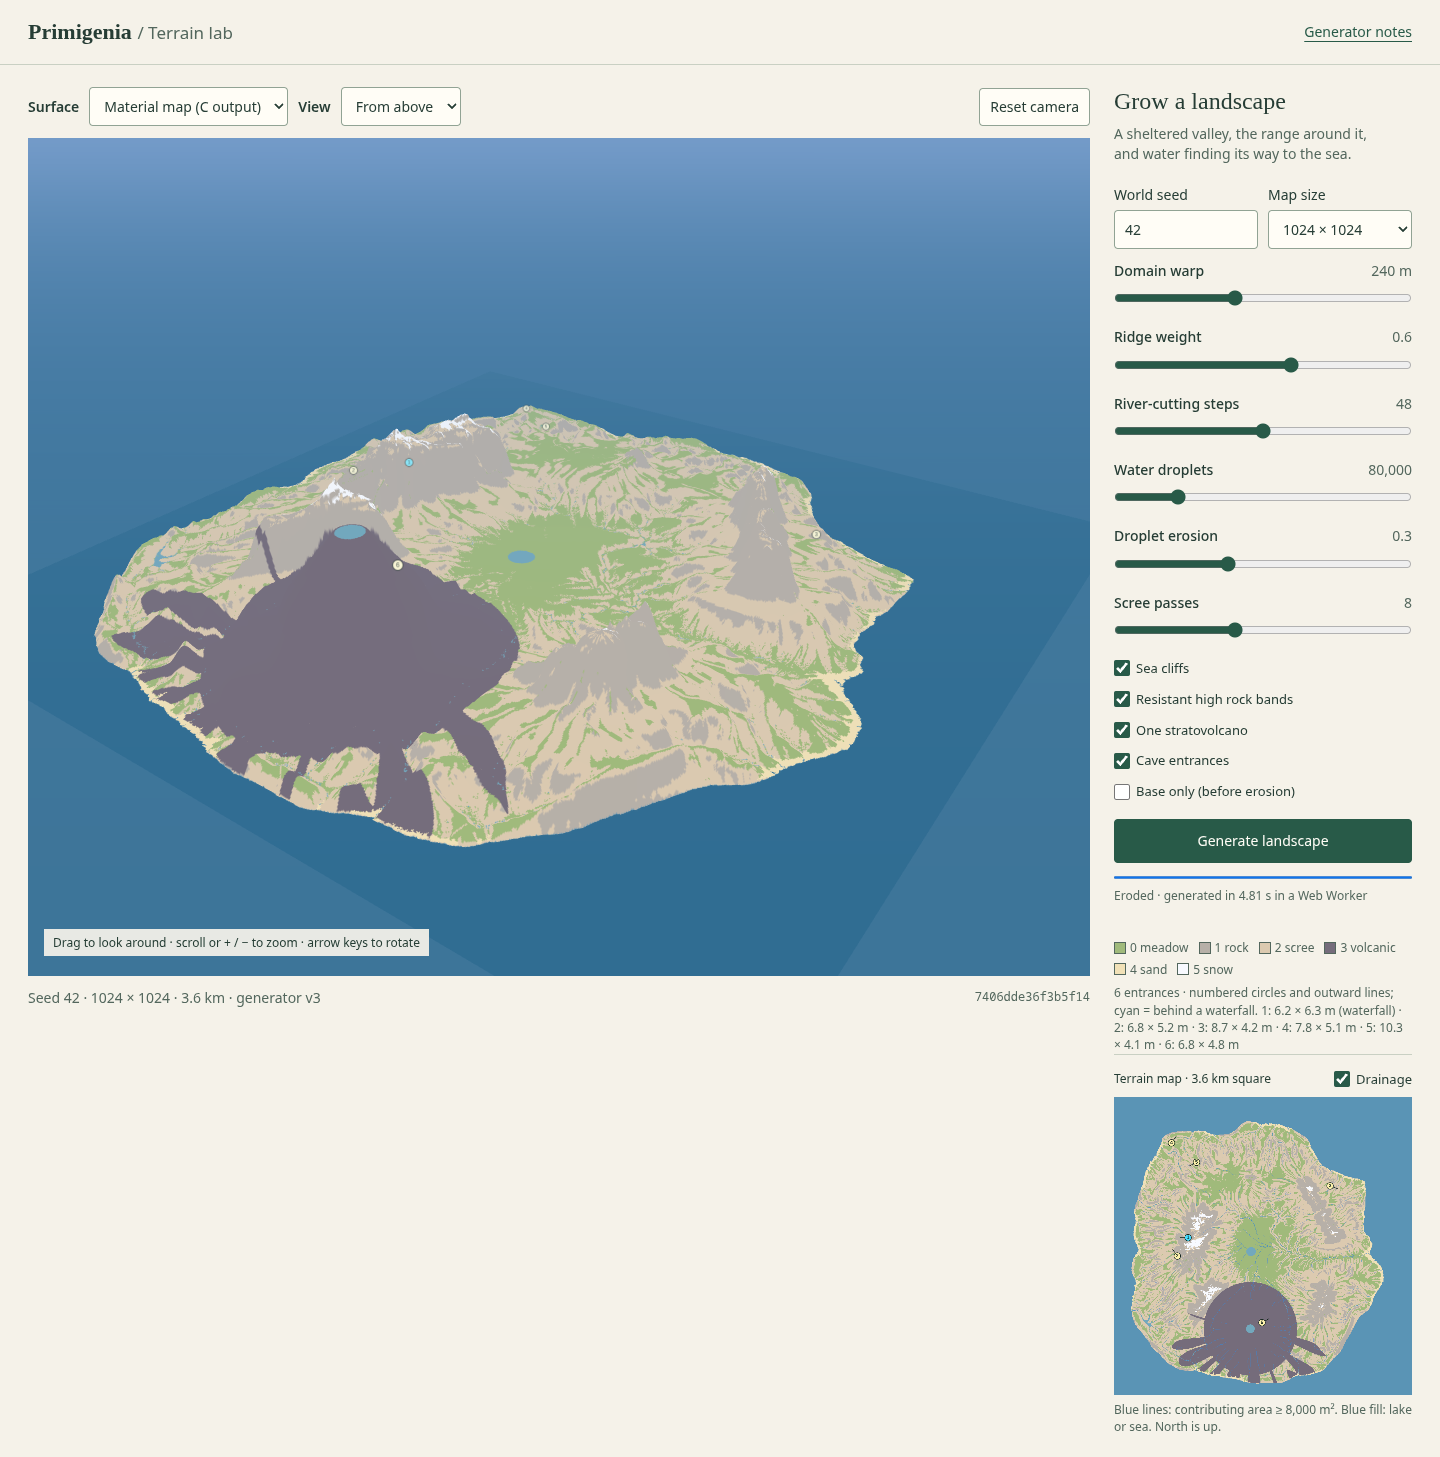 Primigenia / Terrain lab
Generator notes
Surface
Material map (C output)
View
From above
Reset camera
Drag to look around · scroll or + / − to zoom · arrow keys to rotate
Seed 42 · 1024 × 1024 · 3.6 km · generator v3
7406dde36f3b5f14
Grow a landscape
A sheltered valley, the range around it,
and water finding its way to the sea.
World seed
Map size
42
1024 × 1024
Domain warp
240 m
Ridge weight
0.6
River-cutting steps
48
Water droplets
80,000
Droplet erosion
0.3
Scree passes
8
Sea cliffs
Resistant high rock bands
One stratovolcano
Cave entrances
Base only (before erosion)
Generate landscape
Eroded · generated in 4.81 s in a Web Worker
0 meadow
1 rock
2 scree
3 volcanic
4 sand
5 snow
6 entrances · numbered circles and outward lines;
cyan = behind a waterfall. 1: 6.2 × 6.3 m (waterfall) ·
2: 6.8 × 5.2 m · 3: 8.7 × 4.2 m · 4: 7.8 × 5.1 m · 5: 10.3
× 4.1 m · 6: 6.8 × 4.8 m
Terrain map · 3.6 km square
Drainage
Blue lines: contributing area ≥ 8,000 m². Blue fill: lake
or sea. North is up.